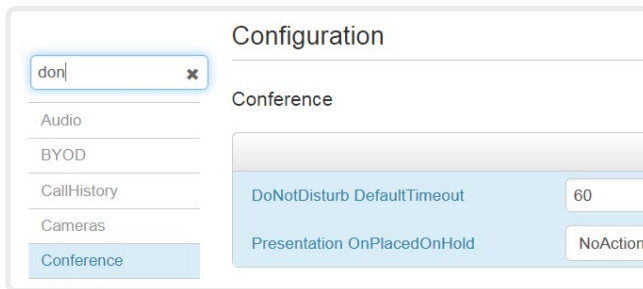 Configuration
don
Conference
Audio
BYOD
CallHistory
Cameras
Conference
DoNotDisturb DefaultTimeout 60
Presentation OnPlacedOnHold NoAction